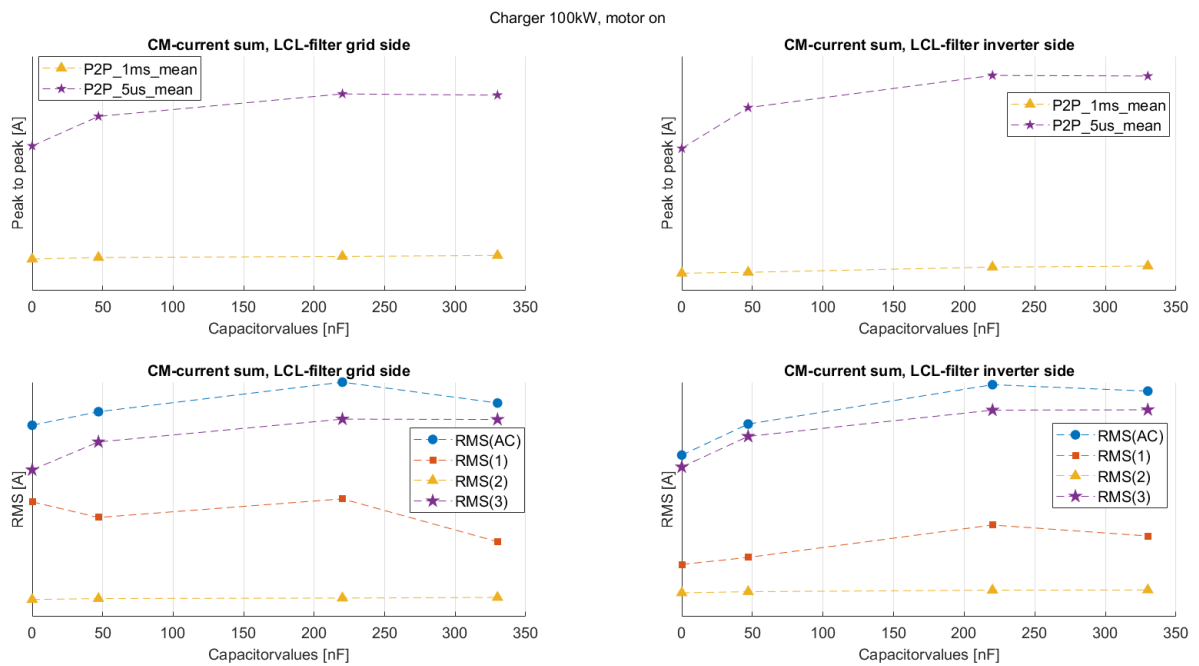 Charger 100kW, motor on
CM-current sum, LCL-filter grid side
P2P_1ms_mean
P2P_5us_mean
Peak to peak [A]
0 50 100 150 200 250 300 350
Capacitorvalues [nF]
CM-current sum, LCL-filter inverter side
P2P_1ms_mean
P2P_5us_mean
Peak to peak [A]
0 50 100 150 200 250 300 350
Capacitorvalues [nF]
CM-current sum, LCL-filter grid side
RMS(AC)
RMS(1)
RMS(2)
RMS(3)
RMS [A]
0 50 100 150 200 250 300 350
Capacitorvalues [nF]
CM-current sum, LCL-filter inverter side
RMS(AC)
RMS(1)
RMS(2)
RMS(3)
RMS [A]
0 50 100 150 200 250 300 350
Capacitorvalues [nF]